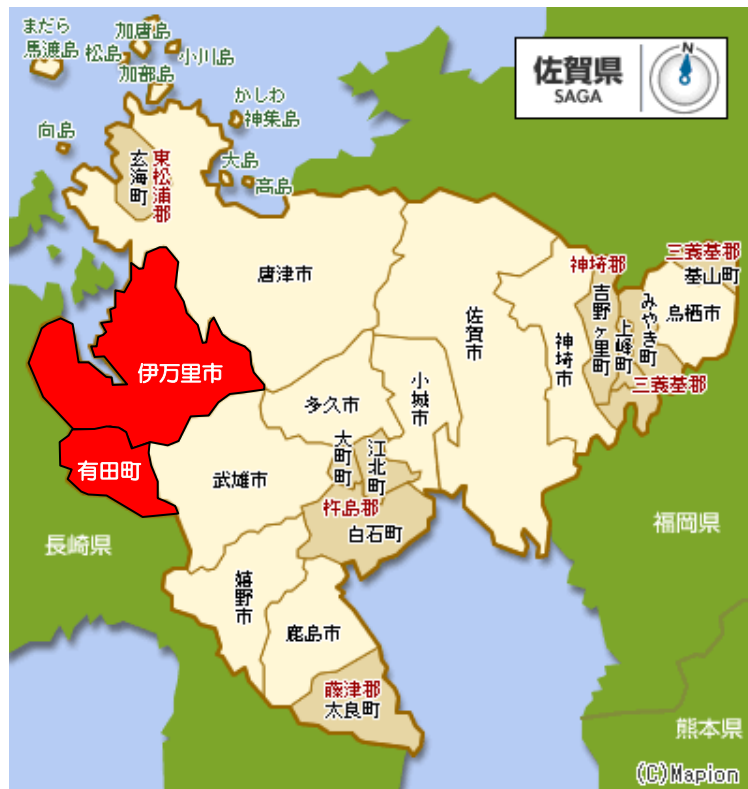 まだら
馬渡島
松島
加唐島
加部島
小川島
かしわ
神集島
向島
大島
高島
佐賀県
SAGA
N
玄海町
東松浦郡
唐津市
伊万里市
有田町
佐賀市
神埼郡
神埼市
吉野ヶ里町
上峰町
みやき町
三養基郡
基山町
鳥栖市
三養基郡
多久市
小城市
大町町
江北町
武雄市
杵島郡
白石町
長崎県
福岡県
嬉野市
鹿島市
藤津郡
太良町
熊本県
(C)Mapion